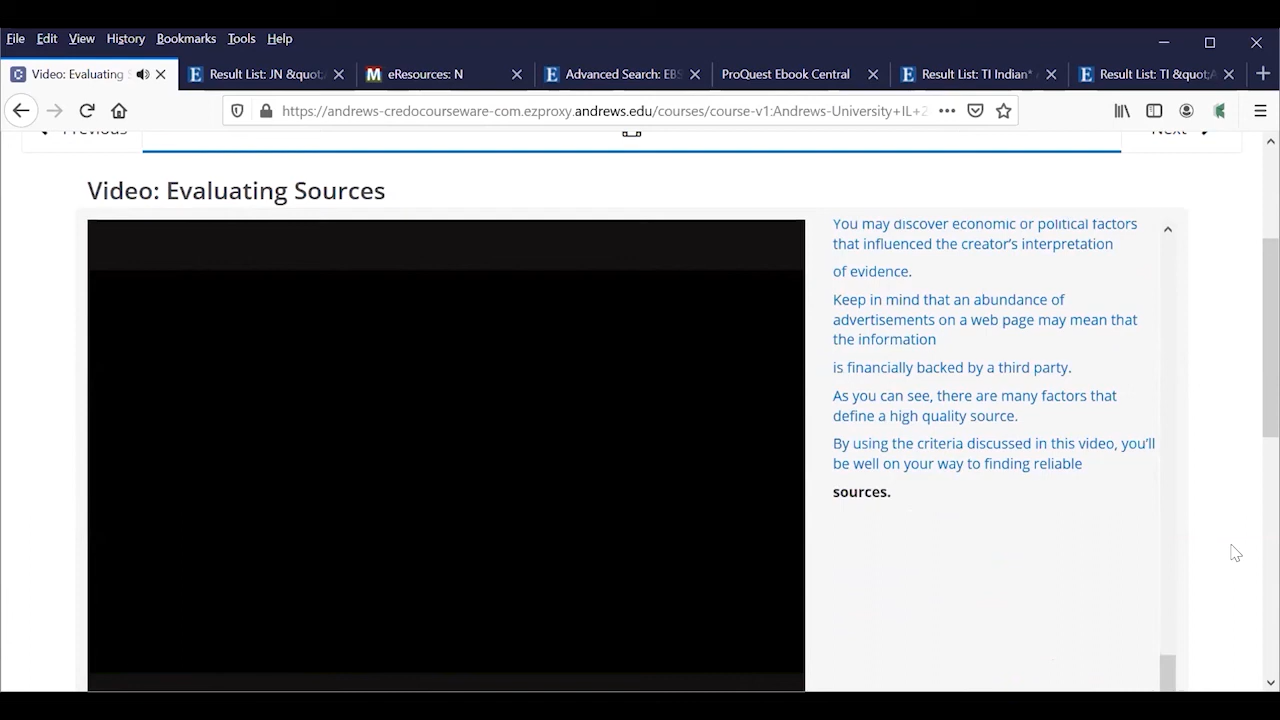 File Edit View History Bookmarks Tools Help
Video: Evaluating S
Result List: JN &quot;
eResources: N
Advanced Search: EBS
ProQuest Ebook Central
Result List: TI Indian*
Result List: TI &quot;
https://andrews-credocourseware-com.ezproxy.andrews.edu/courses/course-v1:Andrews-University+IL+2
Previous
Next
Video: Evaluating Sources
You may discover economic or political factors
that influenced the creator's interpretation
of evidence.
Keep in mind that an abundance of
advertisements on a web page may mean that
the information
is financially backed by a third party.
As you can see, there are many factors that
define a high quality source.
By using the criteria discussed in this video, you'll
be well on your way to finding reliable
sources.